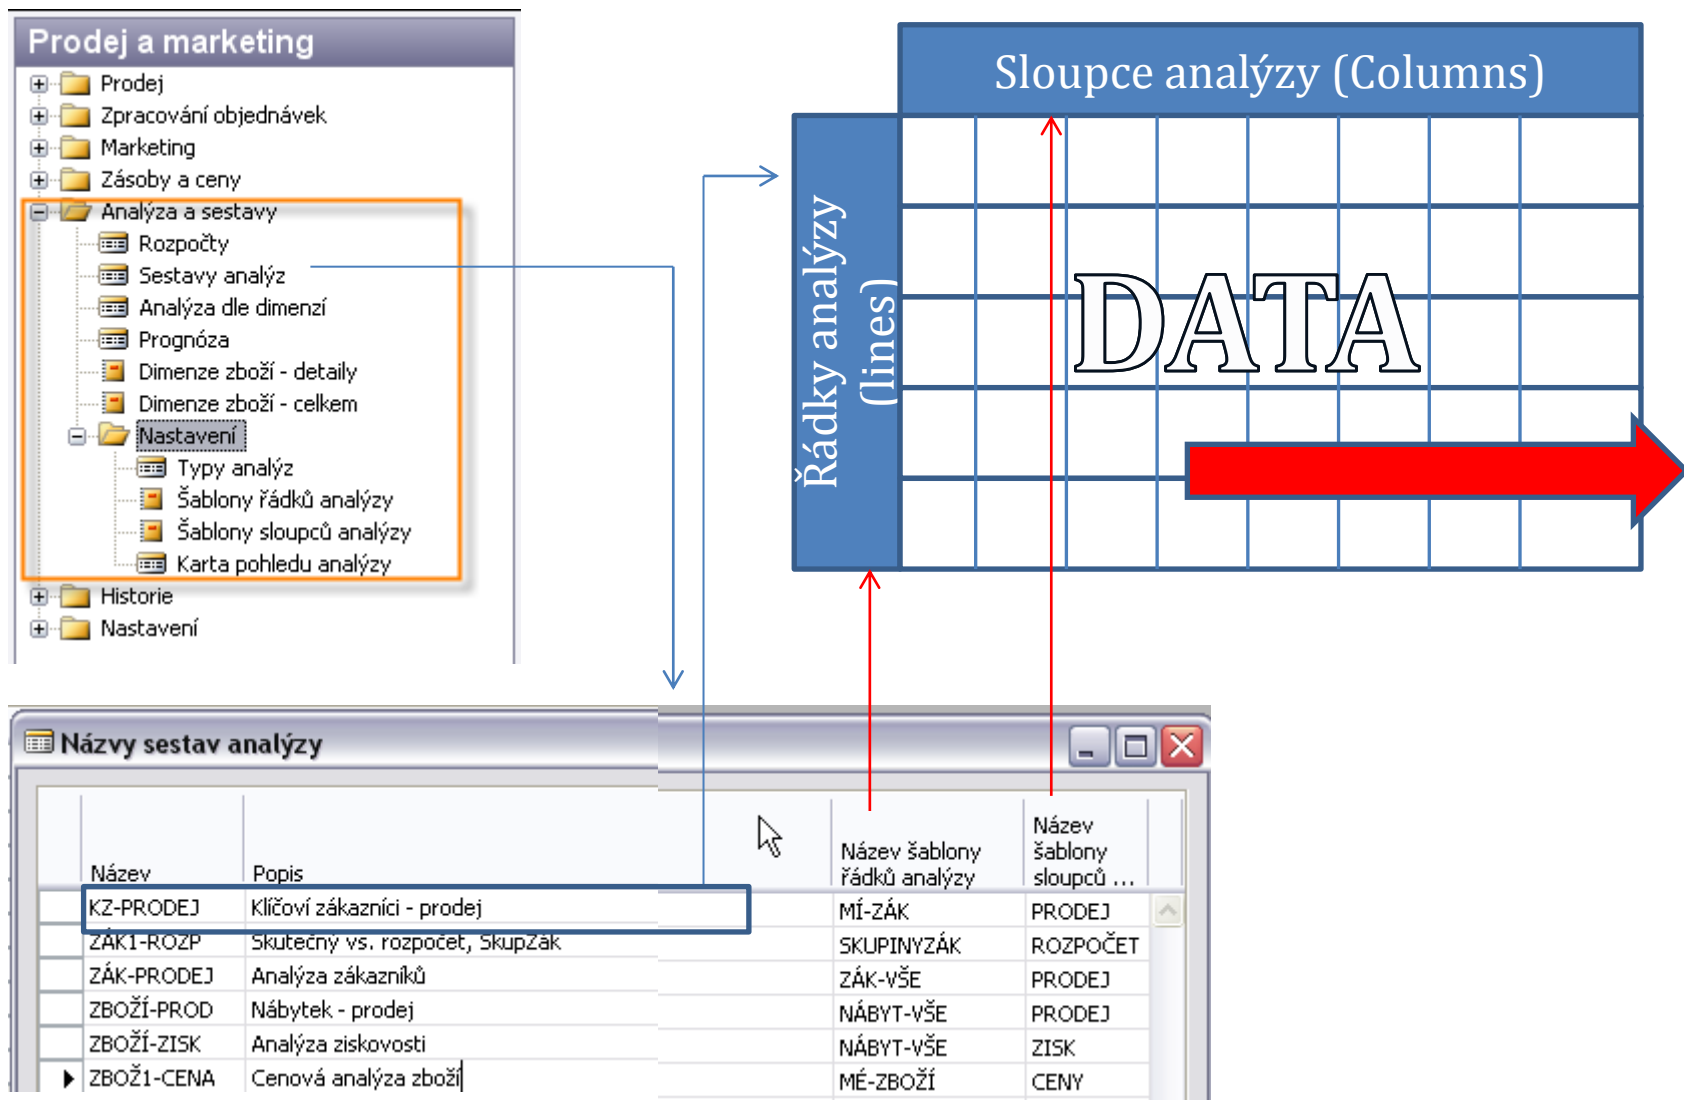 Prodej a marketing
Prodej
Zpracování objednávek
Marketing
Zásoby a ceny
Analýza a sestavy
Rozpočty
Sestavy analýz
Analýza dle dimenzí
Prognóza
Dimenze zboží - detaily
Dimenze zboží - celkem
Nastavení
Typy analýz
Šablony řádků analýzy
Šablony sloupců analýzy
Karta pohledu analýzy
Historie
Nastavení
Sloupce analýzy (Columns)
Řádky analýzy
(lines)
DATA
Názvy sestav analýzy
Název Popis Název šablony řádků analýzy Název šablony sloupců ...
KZ-PRODEJ Klíčoví zákazníci - prodej MÍ-ZÁK PRODEJ
ZÁK1-ROZP Skutečný vs. rozpočet, SkupZák SKUPINYZÁK ROZPOČET
ZÁK-PRODEJ Analýza zákazníků ZÁK-VŠE PRODEJ
ZBOŽÍ-PROD Nábytek - prodej NÁBYT-VŠE PRODEJ
ZBOŽÍ-ZISK Analýza ziskovosti NÁBYT-VŠE ZISK
ZBOŽ1-CENA Cenová analýza zboží MÉ-ZBOŽÍ CENY